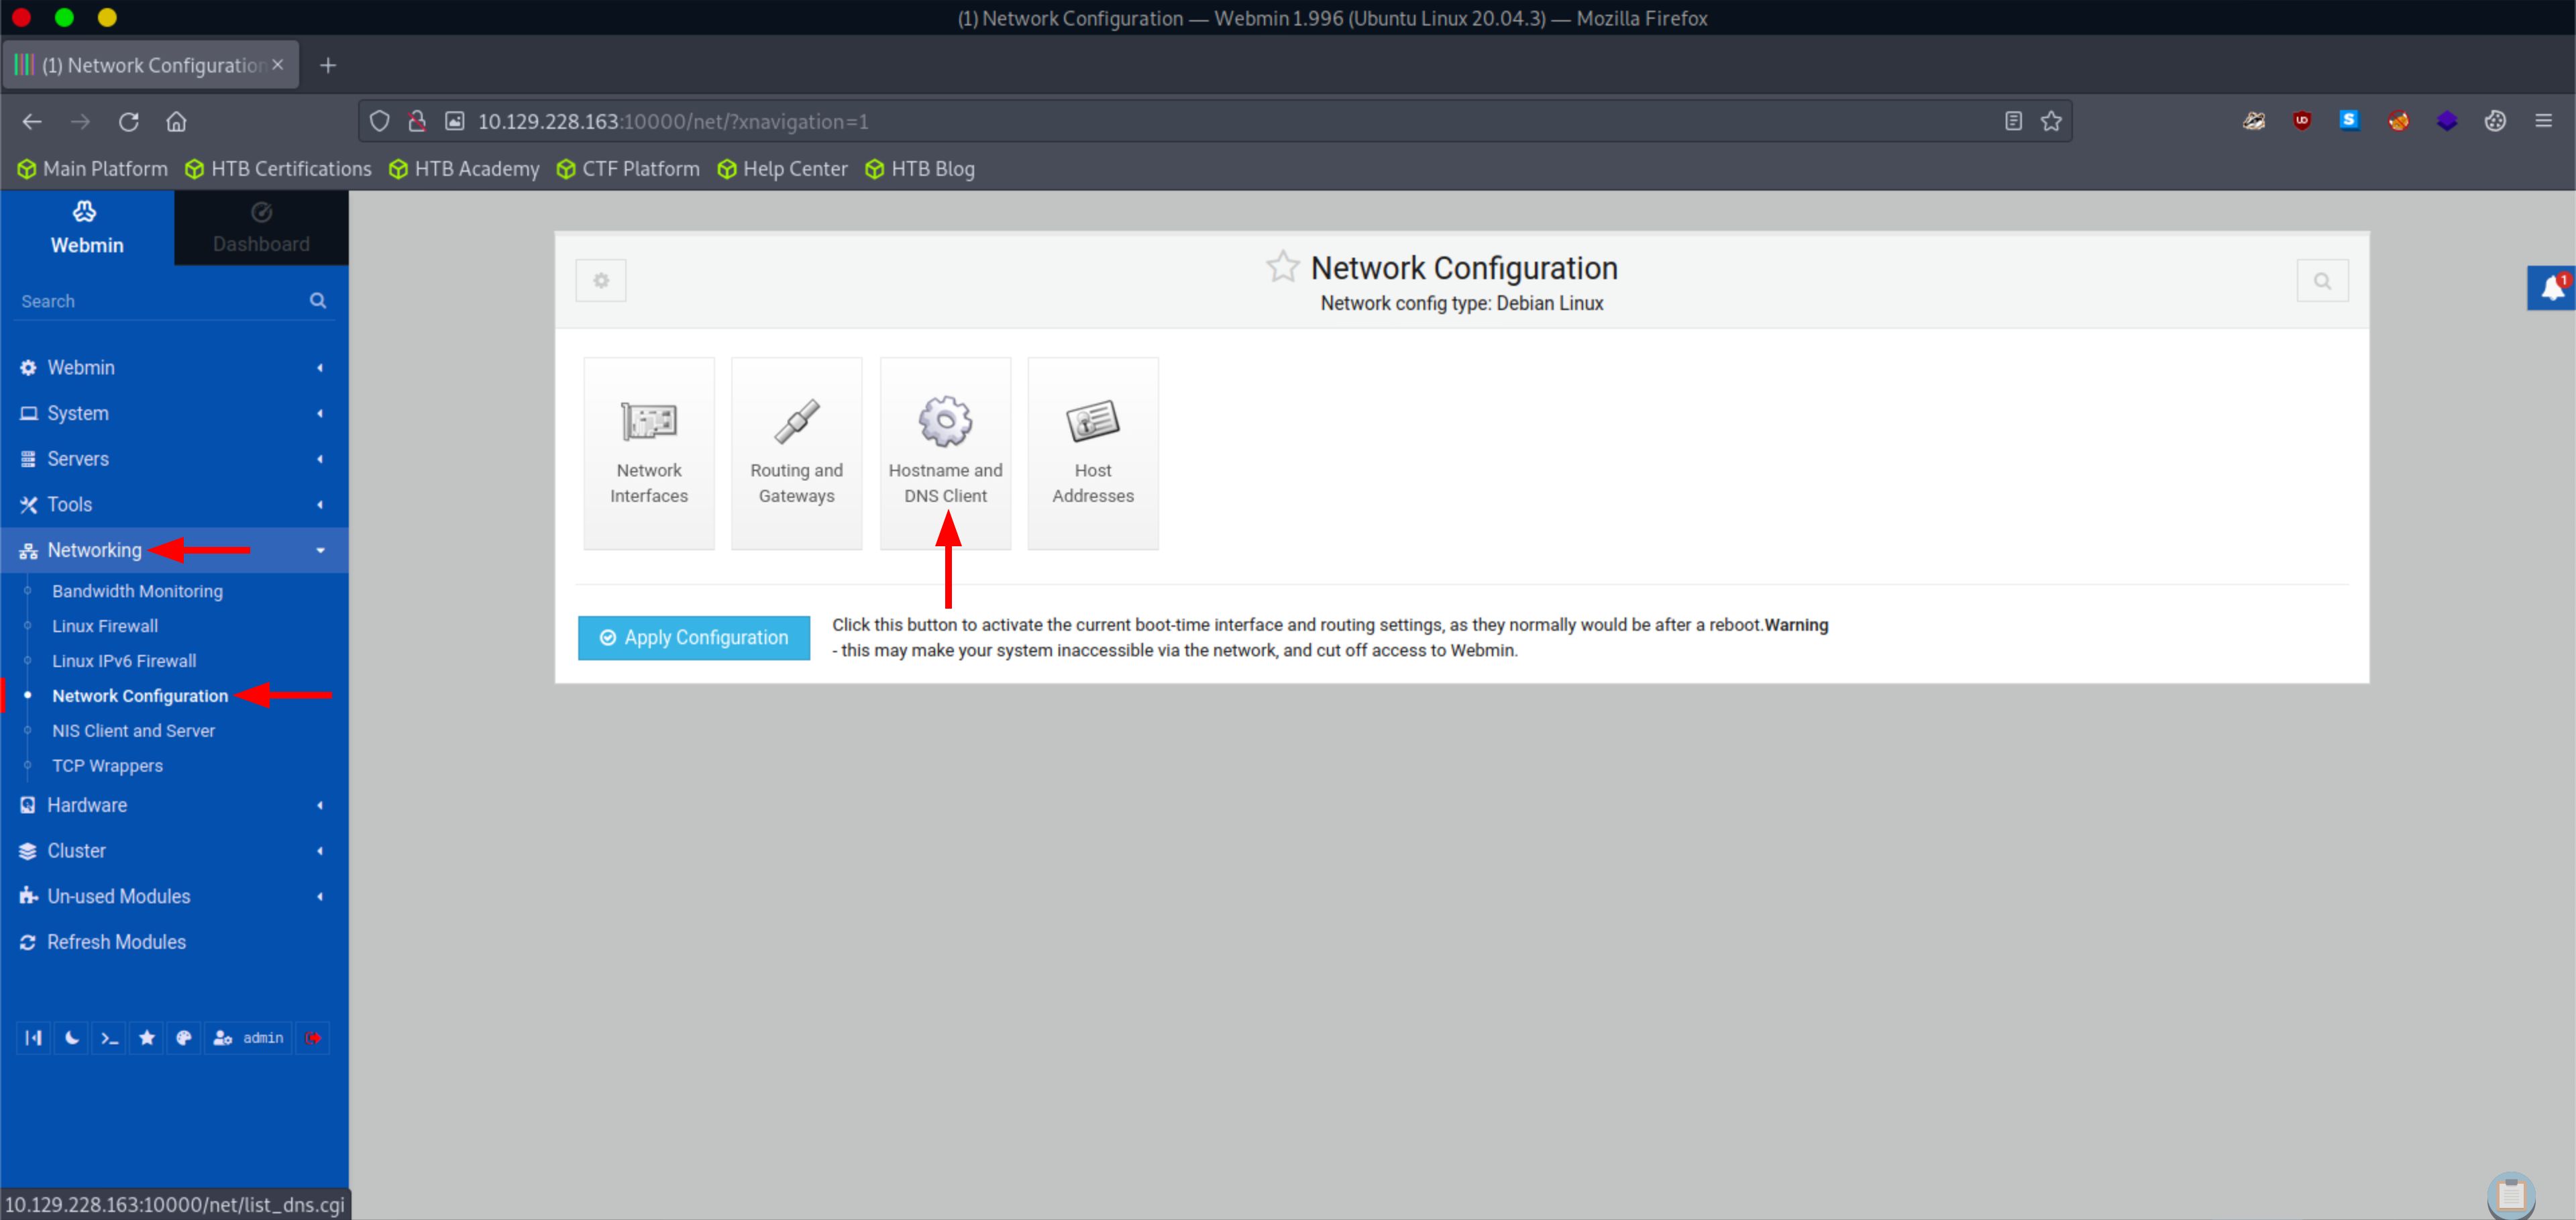 (1) Network Configuration — Webmin 1.996 (Ubuntu Linux 20.04.3) — Mozilla Firefox
(1) Network Configuration
10.129.228.163:10000/net/?xnavigation=1
Main Platform HTB Certifications HTB Academy CTF Platform Help Center HTB Blog
Webmin
Dashboard
Search
Webmin
System
Servers
Tools
Networking
Bandwidth Monitoring
Linux Firewall
Linux IPv6 Firewall
Network Configuration
NIS Client and Server
TCP Wrappers
Hardware
Cluster
Un-used Modules
Refresh Modules
admin
10.129.228.163:10000/net/list_dns.cgi
Network Configuration
Network config type: Debian Linux
Network
Interfaces
Routing and
Gateways
Hostname and
DNS Client
Host
Addresses
Apply Configuration
Click this button to activate the current boot-time interface and routing settings, as they normally would be after a reboot.Warning
- this may make your system inaccessible via the network, and cut off access to Webmin.
1
UD
S